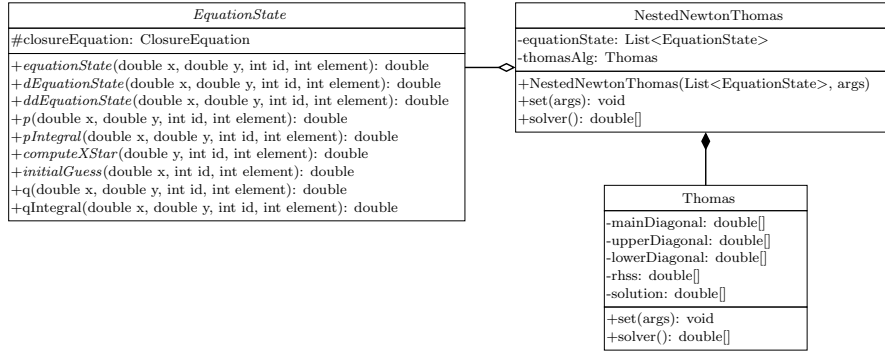 EquationState
#closureEquation: ClosureEquation
+equationState(double x, double y, int id, int element): double
+dEquationState(double x, double y, int id, int element): double
+ddEquationState(double x, double y, int id, int element): double
+p(double x, double y, int id, int element): double
+pIntegral(double x, double y, int id, int element): double
+computeXStar(double y, int id, int element): double
+initialGuess(double x, int id, int element): double
+q(double x, double y, int id, int element): double
+qIntegral(double x, double y, int id, int element): double
NestedNewtonThomas
-equationState: List<EquationState>
-thomasAlg: Thomas
+NestedNewtonThomas(List<EquationState>, args)
+set(args): void
+solver(): double[]
Thomas
-mainDiagonal: double[]
-upperDiagonal: double[]
-lowerDiagonal: double[]
-rhss: double[]
-solution: double[]
+set(args): void
+solver(): double[]